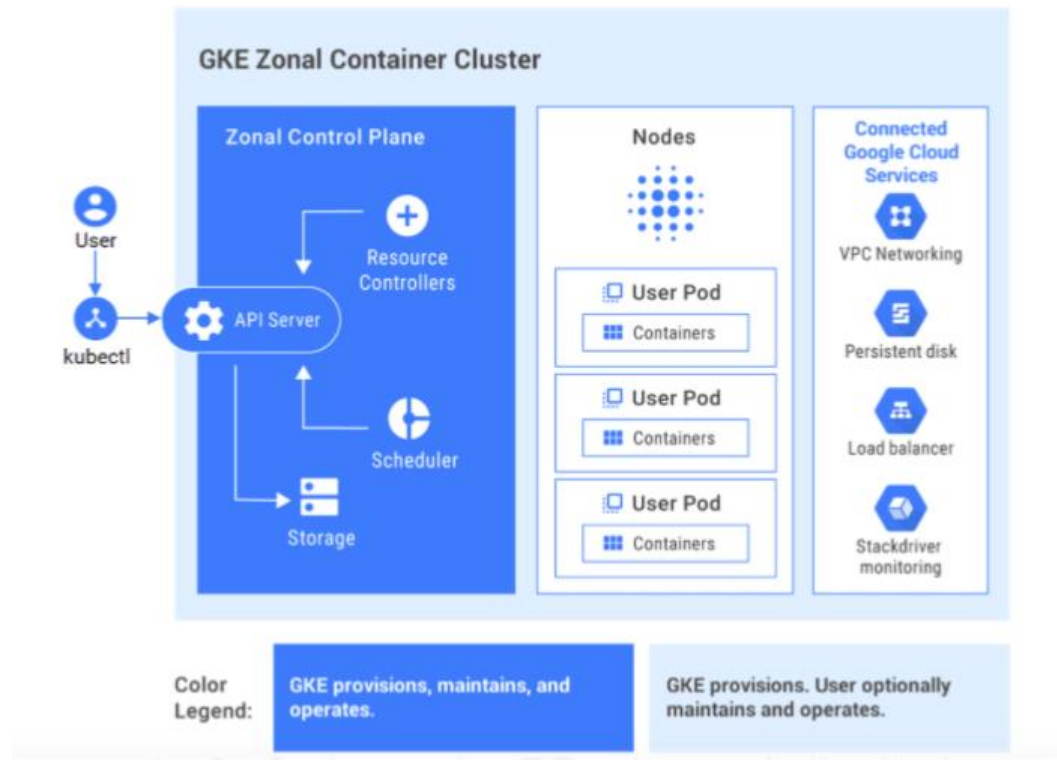 GKE Zonal Container Cluster
Zonal Control Plane
Resource
Controllers
API Server
Scheduler
Storage
User
kubectl
Nodes
User Pod
Containers
User Pod
Containers
User Pod
Containers
Connected
Google Cloud
Services
VPC Networking
Persistent disk
Load balancer
Stackdriver
monitoring
Color
Legend:
GKE provisions, maintains, and
operates.
GKE provisions. User optionally
maintains and operates.